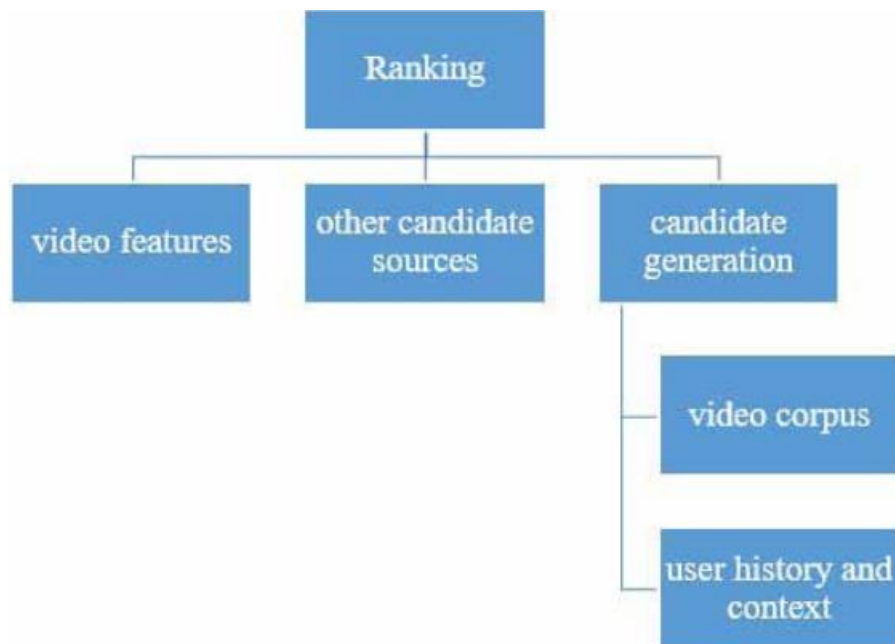 Ranking
video features
other candidate
sources
candidate
generation
video corpus
user history and
context